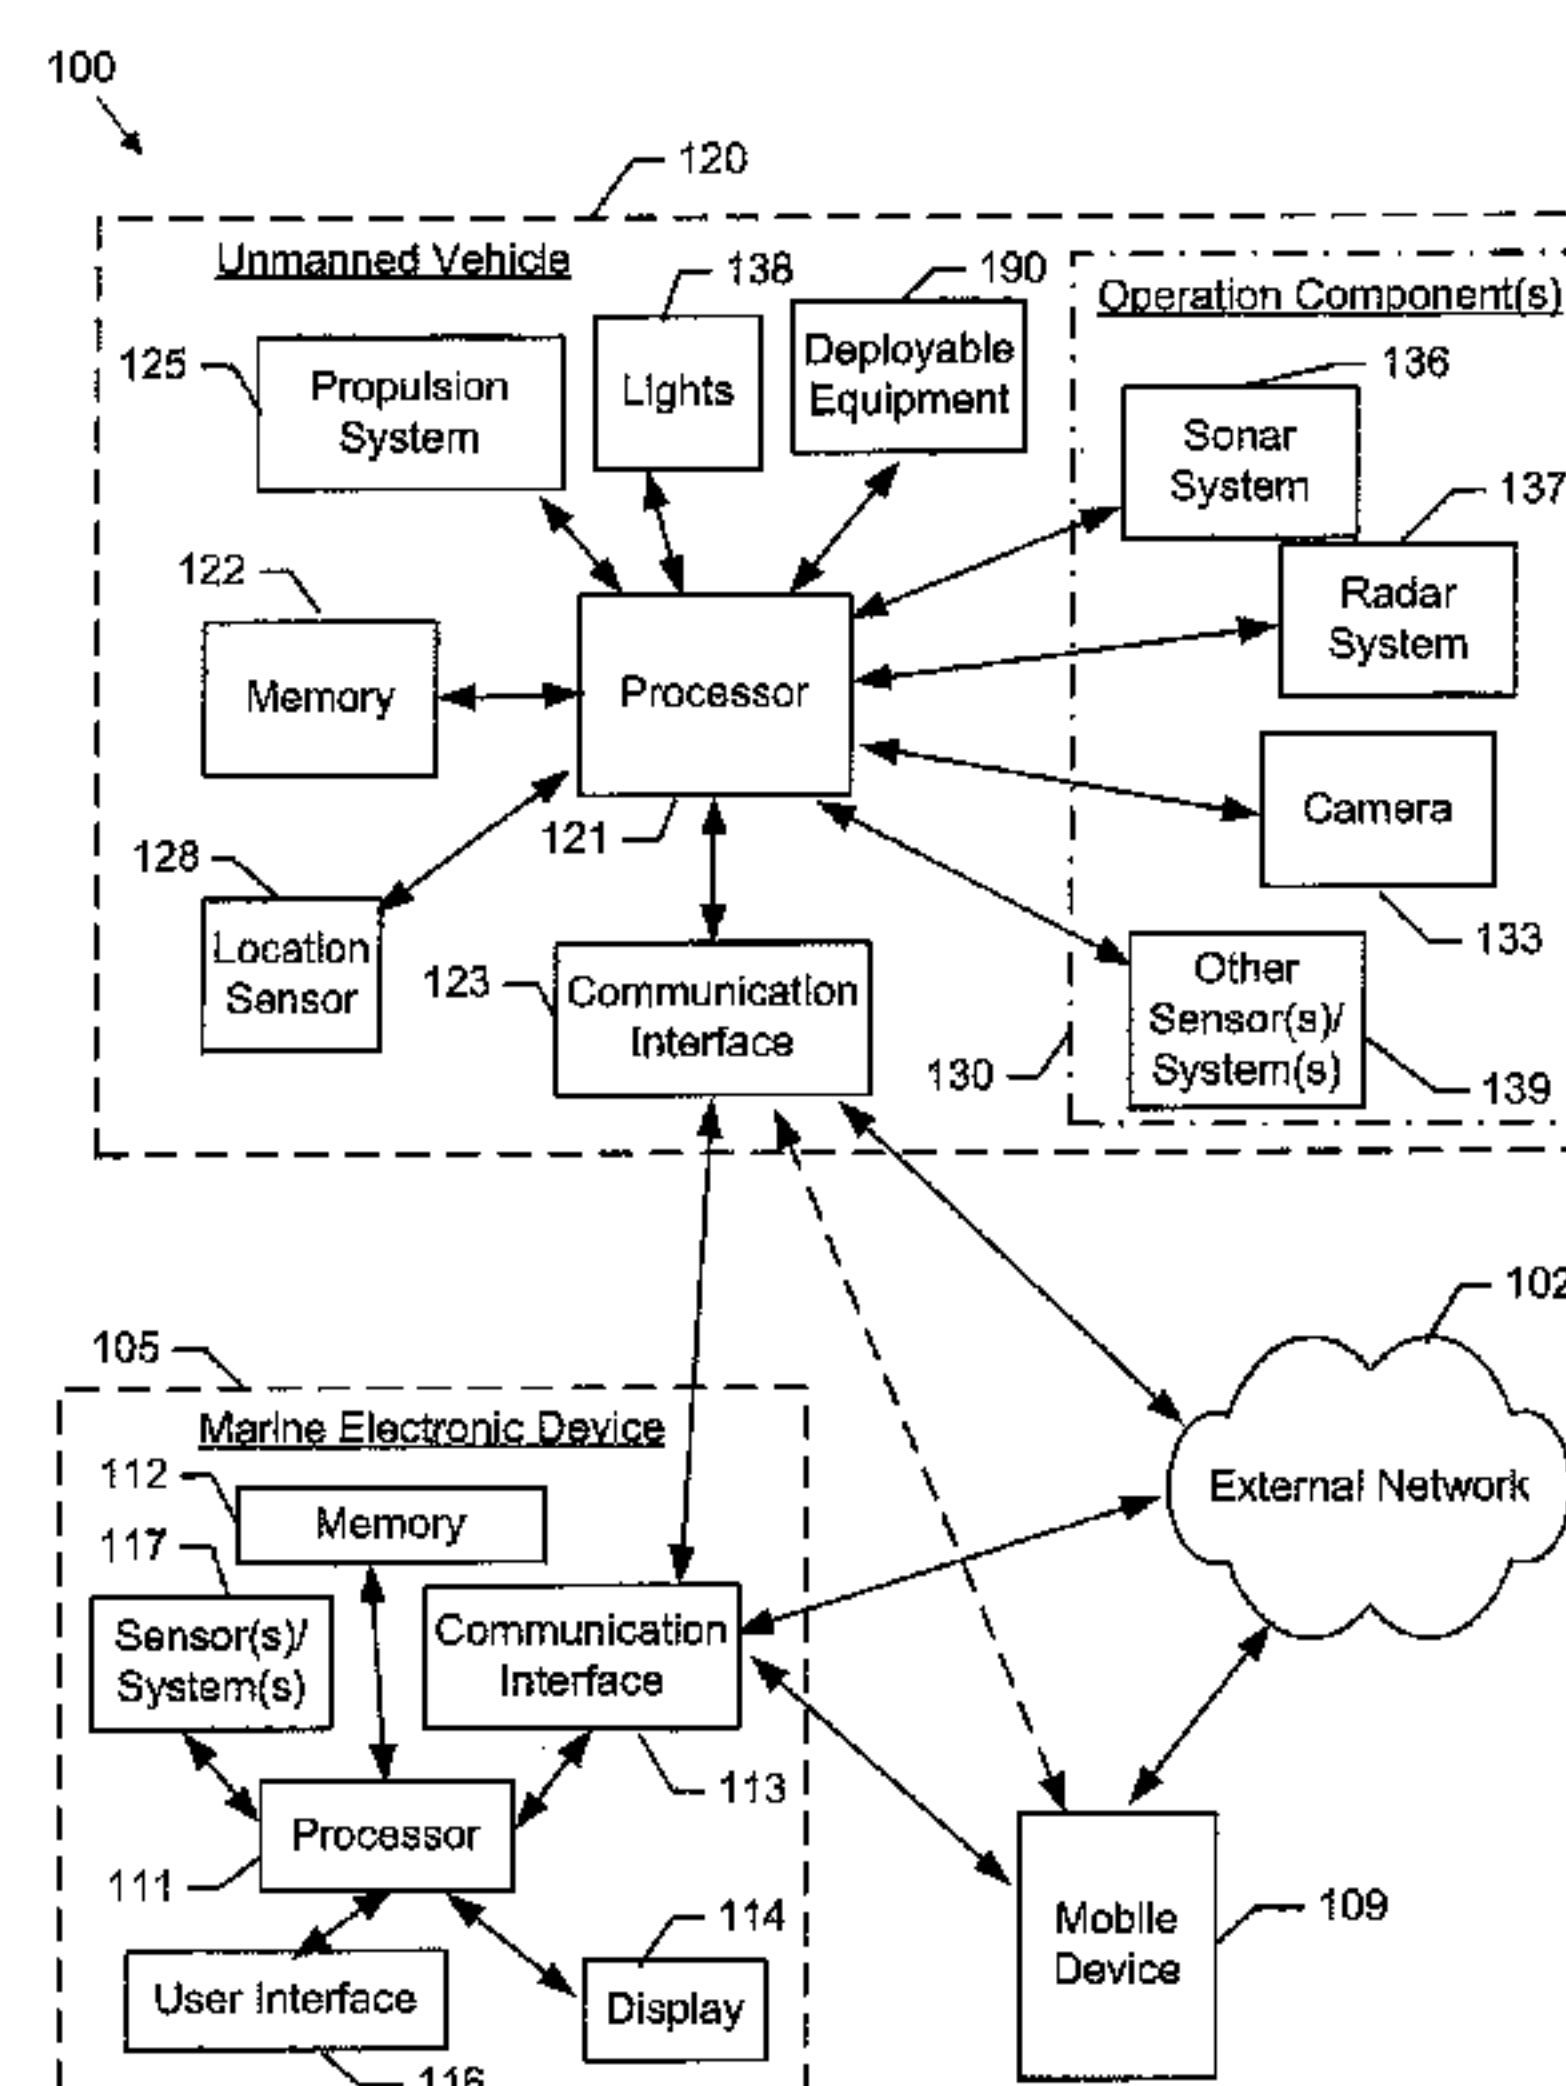 100
120
Unmanned Vehicle
138
190
Operation Component(s)
125
Propulsion
System
Lights
Deployable
Equipment
136
Sonar
System
137
122
Memory
Processor
Radar
System
121
Camera
128
133
Location
Sensor
123
Communication
Interface
Other
Sensor(s)/
System(s)
130
139
102
105
Marine Electronic Device
112
Memory
External Network
117
Sensor(s)/
System(s)
Communication
Interface
113
Processor
111
114
109
Mobile
Device
User Interface
Display
116